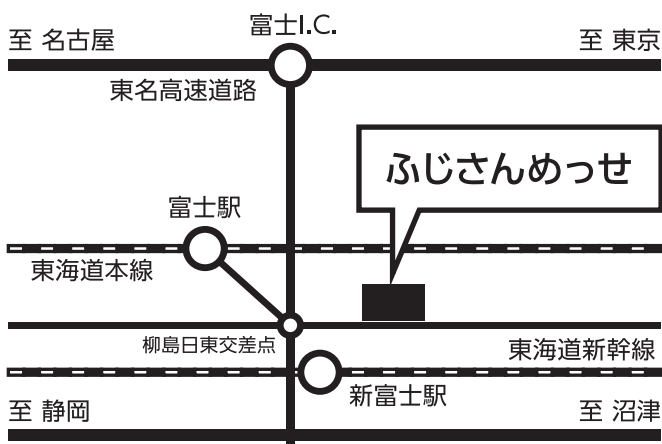 富士I.C.
至 名古屋
至 東京
東名高速道路
ふじさんめっせ
富士駅
東海道本線
柳島日東交差点
東海道新幹線
新富士駅
至 静岡
至 沼津